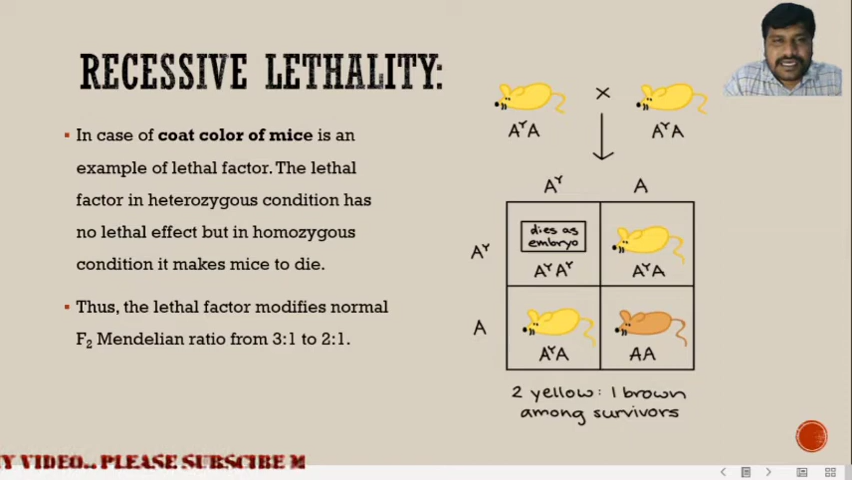 RECESSIVE LETHALITY:
▪ In case of coat color of mice is an
example of lethal factor. The lethal
factor in heterozygous condition has
no lethal effect but in homozygous
condition it makes mice to die.
▪ Thus, the lethal factor modifies normal
F₂ Mendelian ratio from 3:1 to 2:1.
×
AʸA AʸA
Aʸ A
Aʸ
dies as
embryo
AʸAʸ AʸA
A
AʸA AA
2 yellow: 1 brown
among survivors
Y VIDEO.. PLEASE SUBSCIBE M